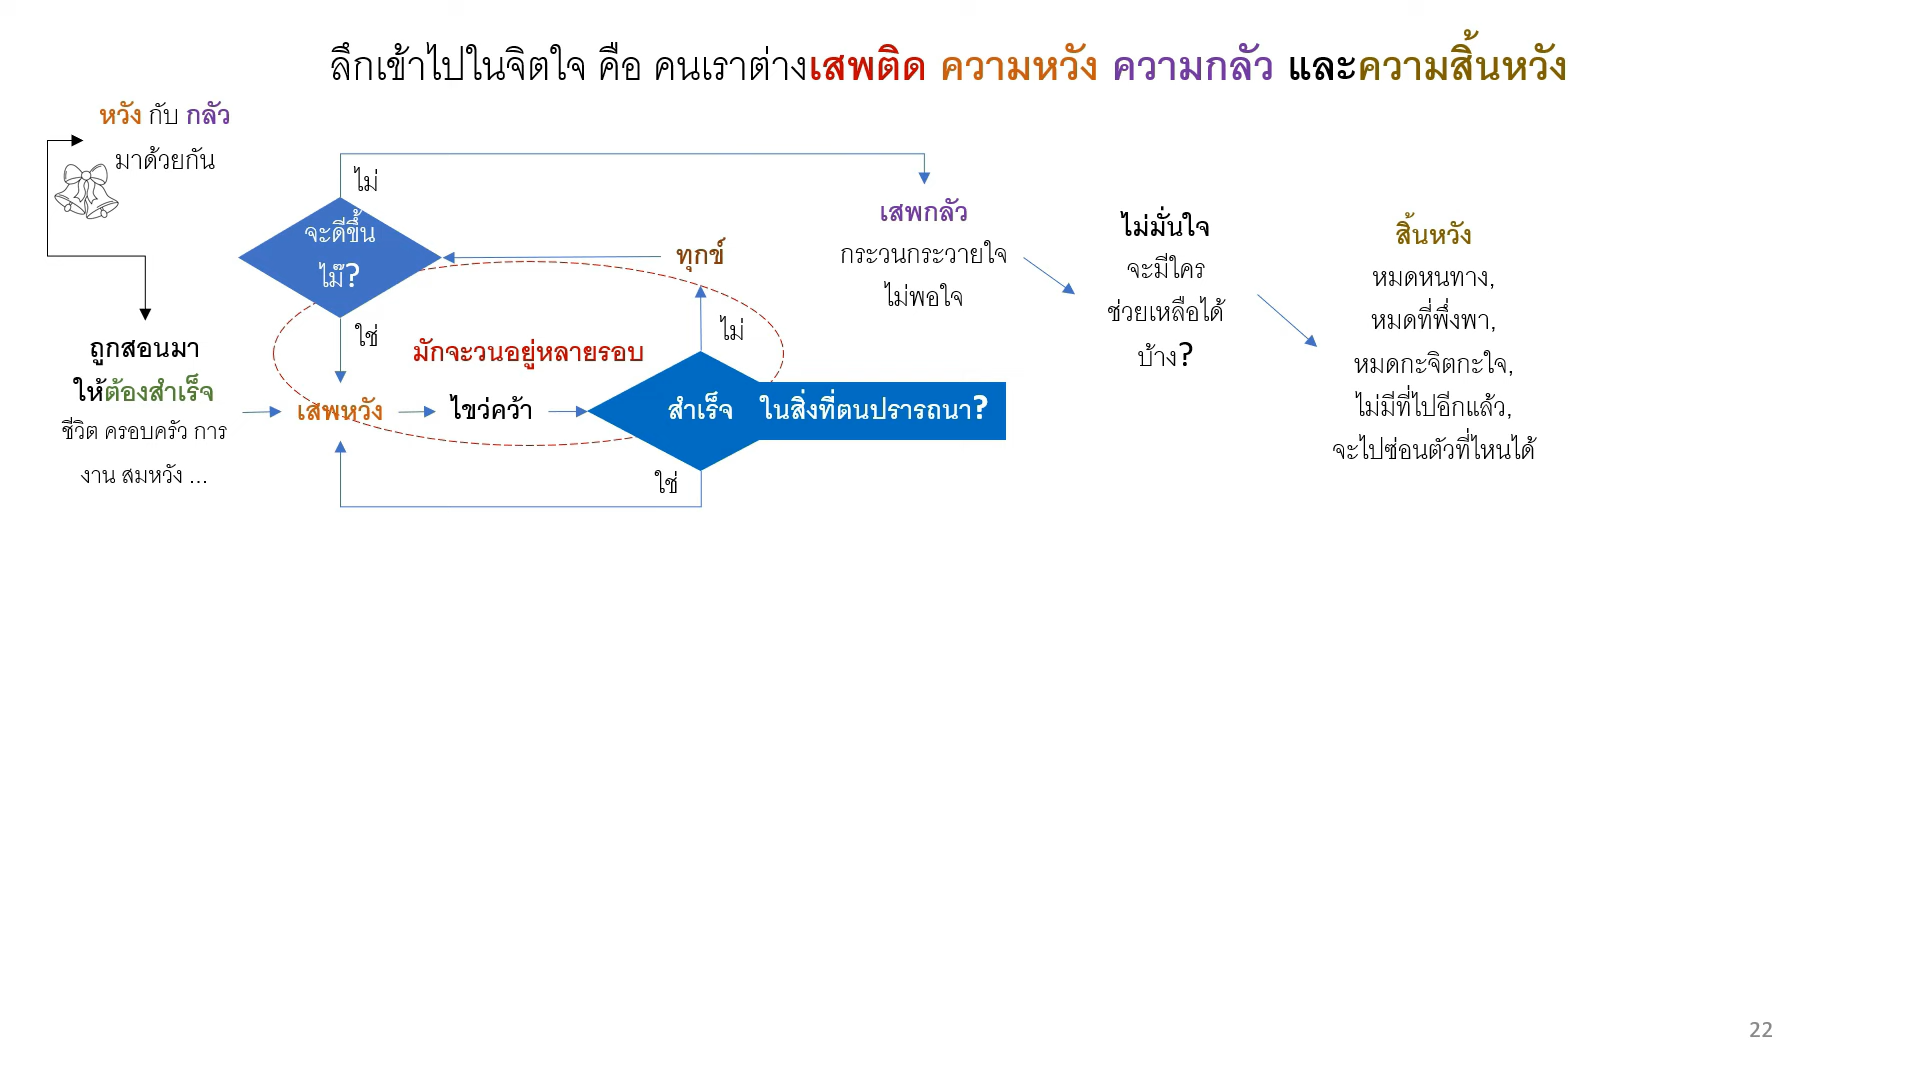 ลึกเข้าไปในจิตใจ คือ คนเราต่างเสพติด ความหวัง ความกลัว และความสิ้นหวัง
หวัง กับ กลัว
มาด้วยกัน
ถูกสอนมา
ให้ต้องสำเร็จ
ชีวิต ครอบครัว การ
งาน สมหวัง ...
ไม่
จะดีขึ้น
ไม๊?
ใช่
เสพหวัง
มักจะวนอยู่หลายรอบ
ไขว่คว้า
ทุกข์
ไม่
สำเร็จ ในสิ่งที่ตนปรารถนา?
ใช่
เสพกลัว
กระวนกระวายใจ
ไม่พอใจ
ไม่มั่นใจ
จะมีใคร
ช่วยเหลือได้
บ้าง?
สิ้นหวัง
หมดหนทาง,
หมดที่พึ่งพา,
หมดกะจิตกะใจ,
ไม่มีที่ไปอีกแล้ว,
จะไปซ่อนตัวที่ไหนได้
22